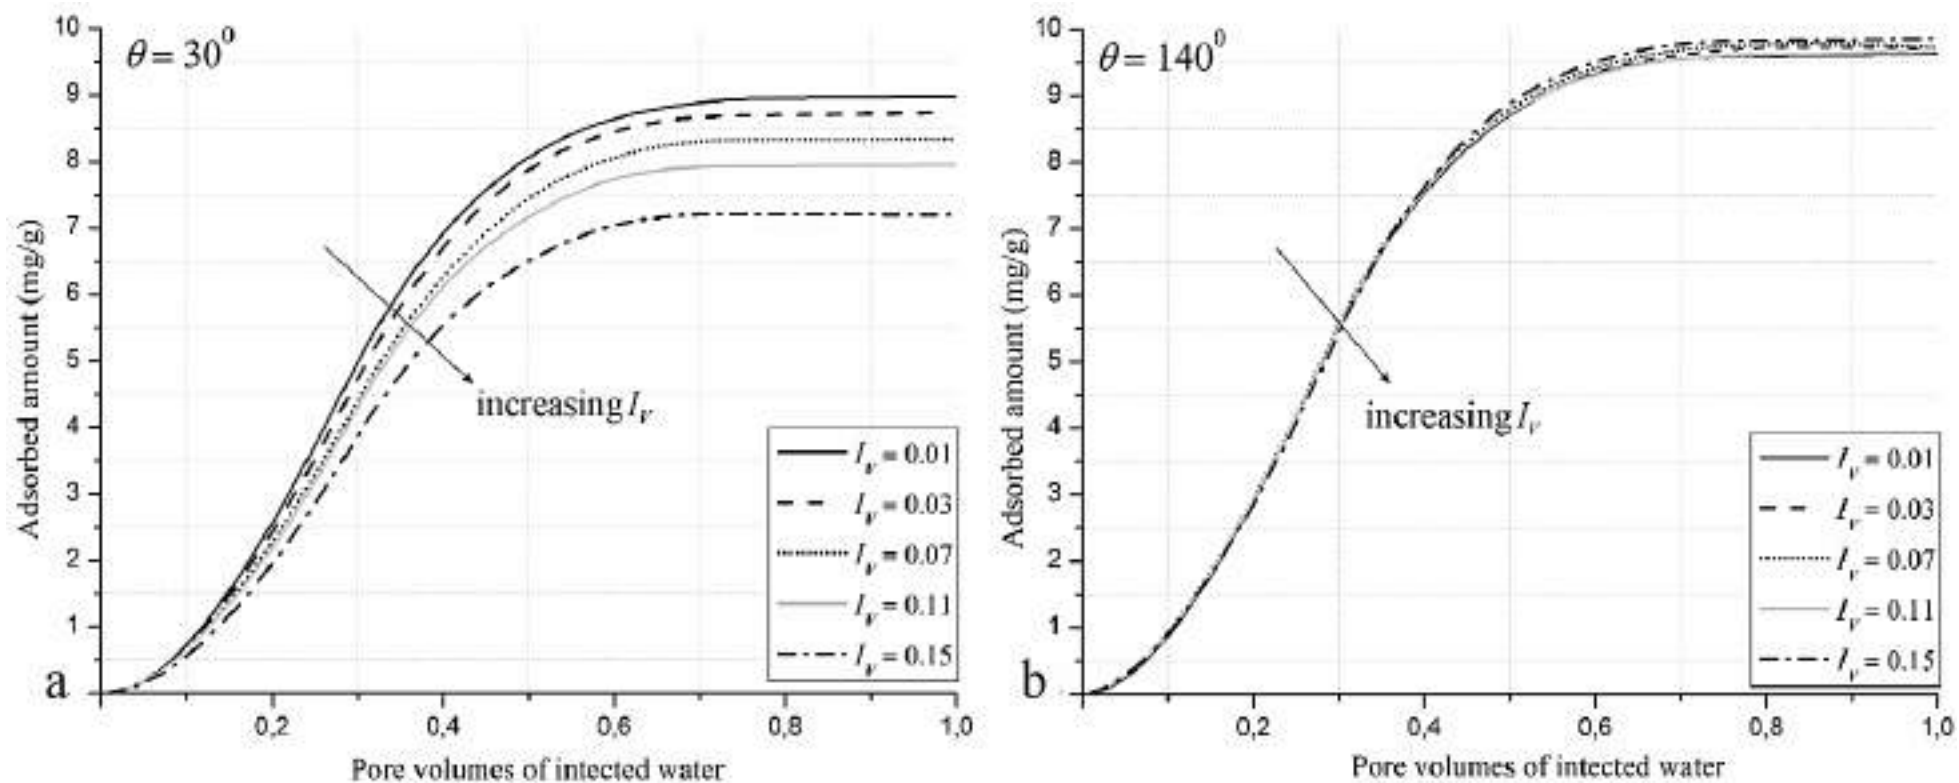 θ = 30⁰
10
9
8
7
6
5
4
3
2
1
Adsorbed amount (mg/g)
increasing I_v
I_v = 0.01
I_v = 0.03
I_v = 0.07
I_v = 0.11
I_v = 0.15
a
0,2 0,4 0,6 0,8 1,0
Pore volumes of intected water
θ = 140⁰
10
9
8
7
6
5
4
3
2
1
Adsorbed amount (mg/g)
increasing I_v
I_v = 0.01
I_v = 0.03
I_v = 0.07
I_v = 0.11
I_v = 0.15
b
0,2 0,4 0,6 0,8 1,0
Pore volumes of intected water